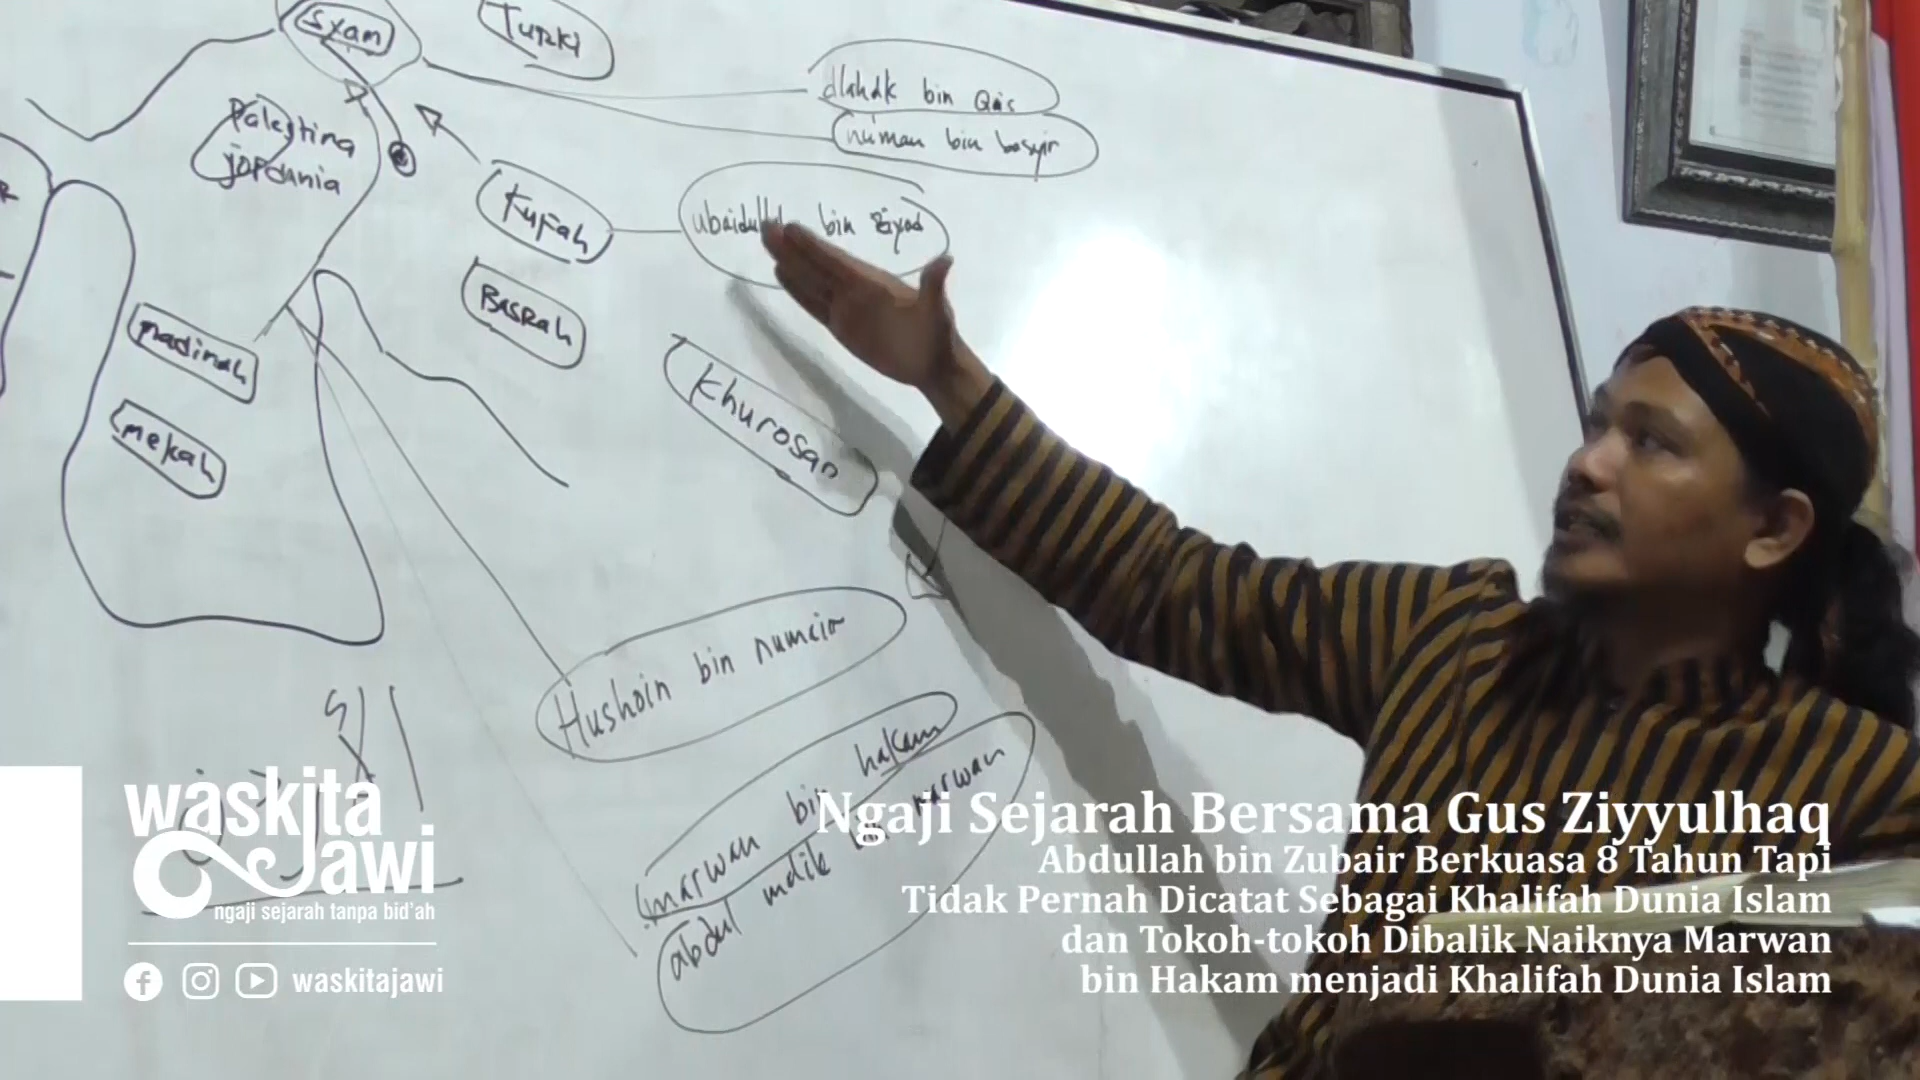 syam
Turki
dlahak bin Qais
nu'man bin basyir
Palestina
jordania
Kufah
ubaidullah bin ziyad
Basrah
madinah
mekah
Khurosan
Hushoin bin numair
marwan bin hakam
abdul malik bin marwan
waskita
Jawi
ngaji sejarah tanpa bid'ah
waskitajawi
Ngaji Sejarah Bersama Gus Ziyyulhaq
Abdullah bin Zubair Berkuasa 8 Tahun Tapi
Tidak Pernah Dicatat Sebagai Khalifah Dunia Islam
dan Tokoh-tokoh Dibalik Naiknya Marwan
bin Hakam menjadi Khalifah Dunia Islam